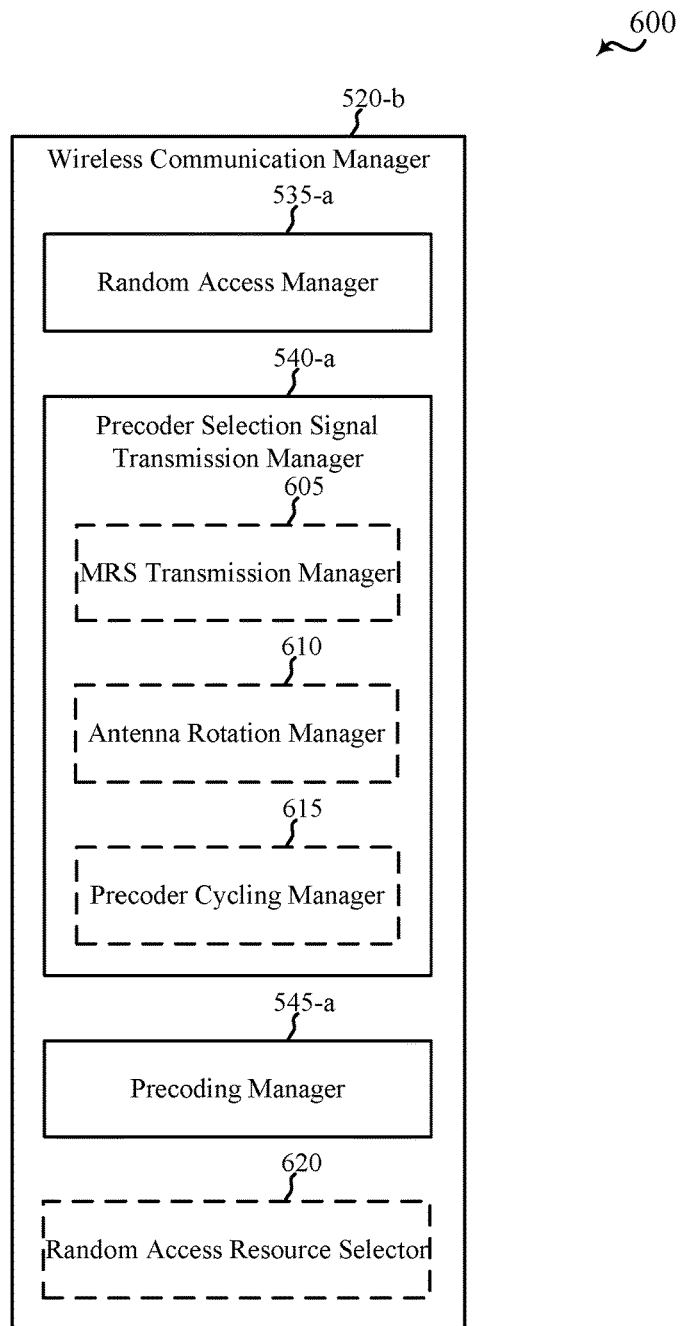 600
520-b
Wireless Communication Manager
535-a
Random Access Manager
540-a
Precoder Selection Signal
Transmission Manager
605
MRS Transmission Manager
610
Antenna Rotation Manager
615
Precoder Cycling Manager
545-a
Precoding Manager
620
Random Access Resource Selector